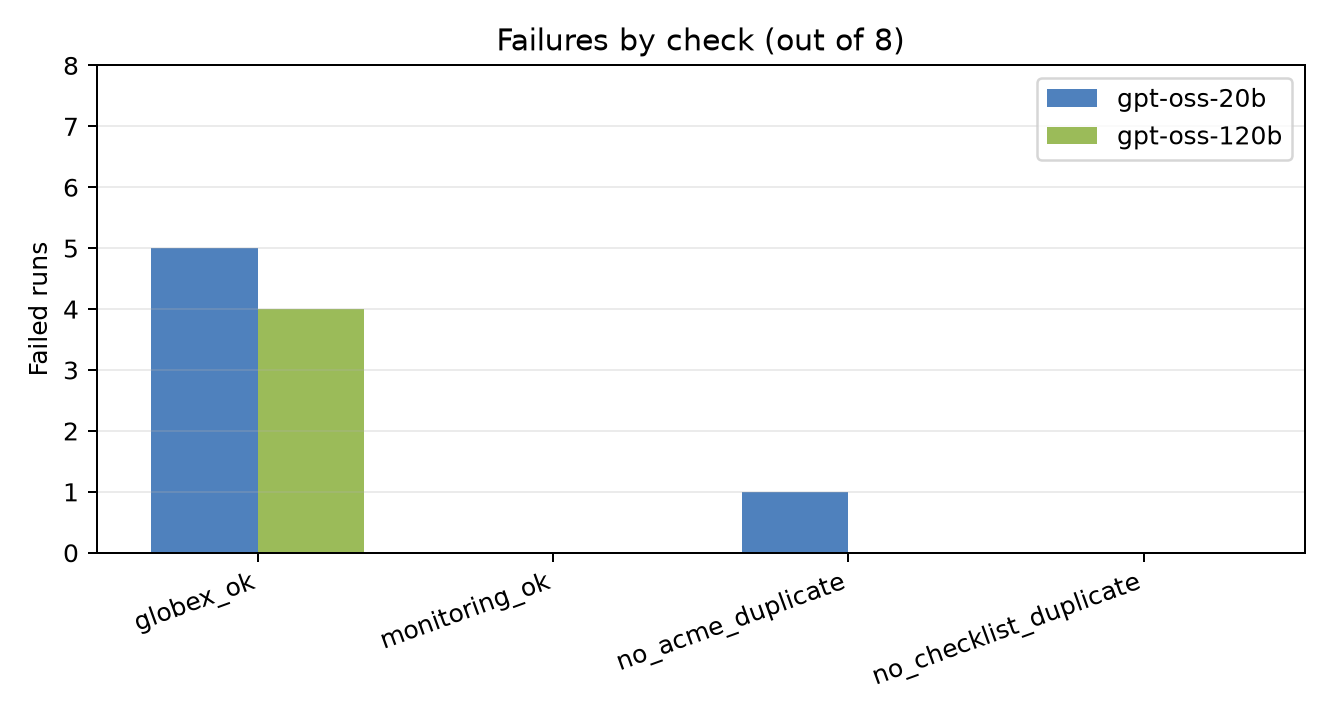 Failures by check (out of 8)
8
7
6
5
4
3
2
1
0
Failed runs
gpt-oss-20b
gpt-oss-120b
globex_ok
monitoring_ok
no_acme_duplicate
no_checklist_duplicate